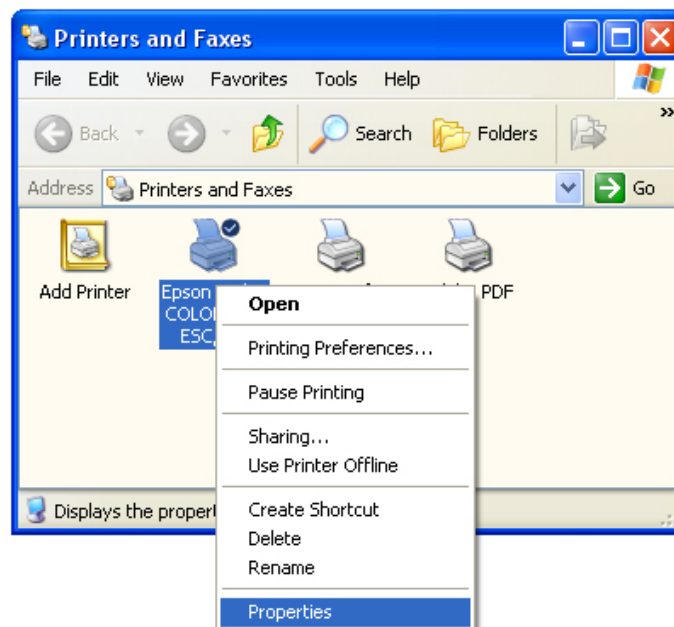 Printers and Faxes
File Edit View Favorites Tools Help
Back Search Folders »
Address Printers and Faxes Go
Add Printer Epson PDF
COLO
ESC
Open
Printing Preferences...
Pause Printing
Sharing...
Use Printer Offline
Displays the propert
Create Shortcut
Delete
Rename
Properties